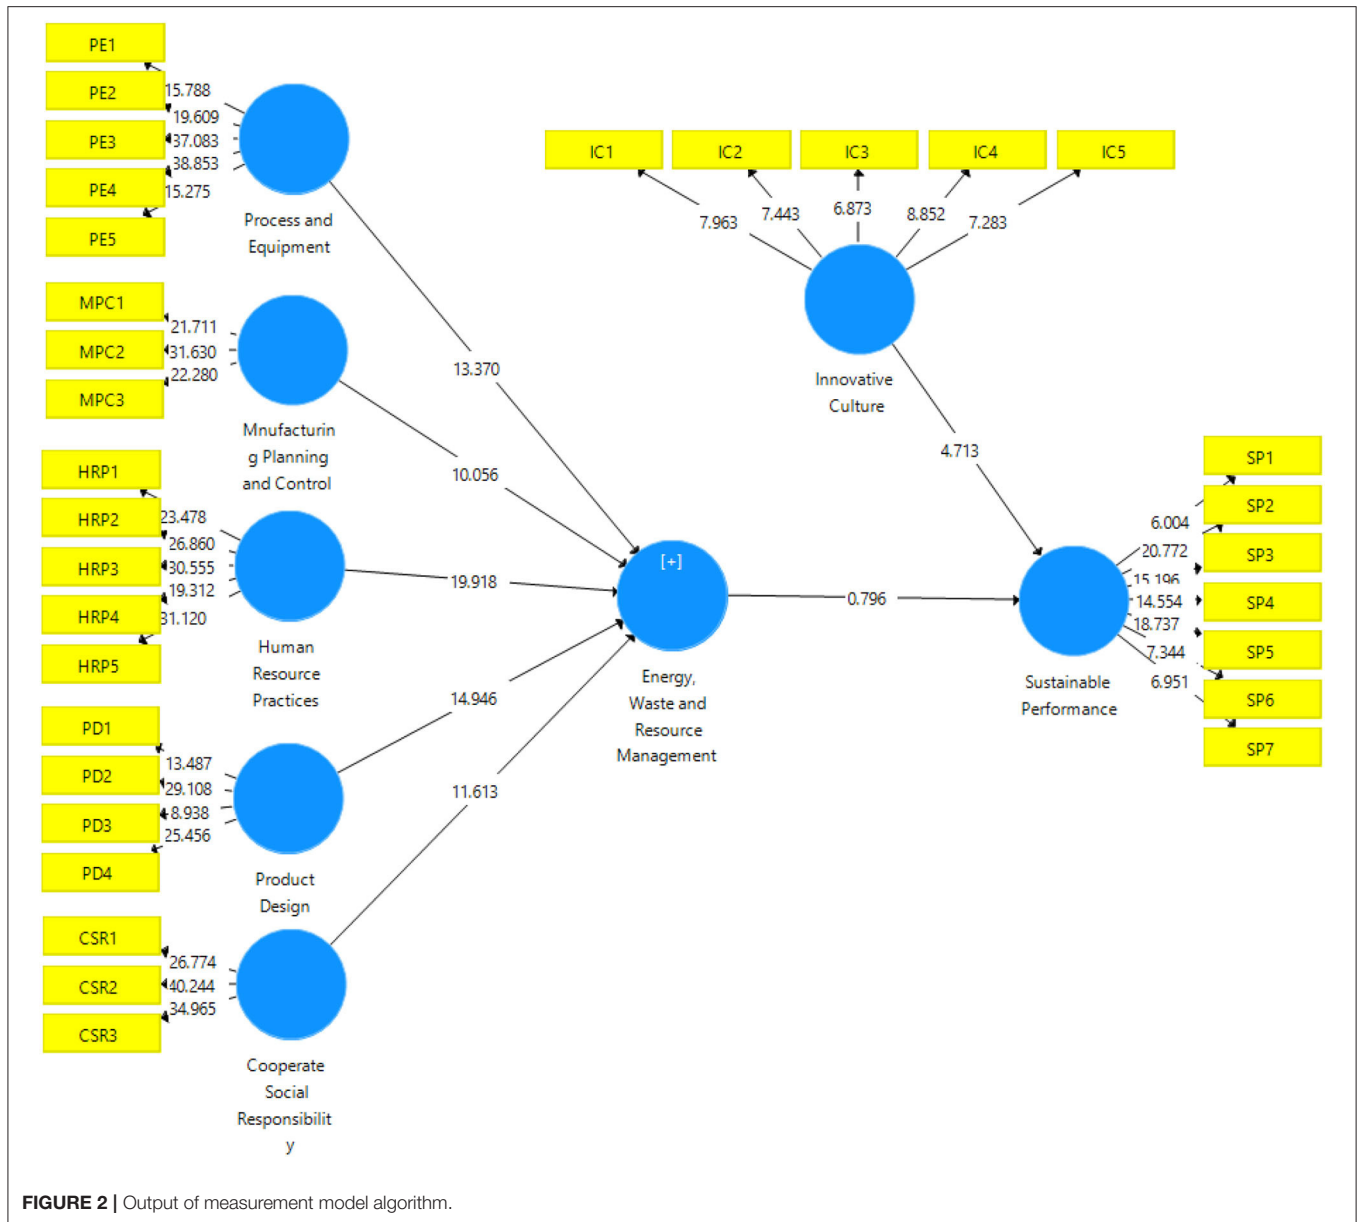 PE1
PE2
PE3
PE4
PE5
15.788
19.609
37.083
38.853
15.275
Process and
Equipment
MPC1
MPC2
MPC3
21.711
31.630
22.280
Mnufacturin
g Planning
and Control
HRP1
HRP2
HRP3
HRP4
HRP5
23.478
26.860
30.555
19.312
31.120
Human
Resource
Practices
PD1
PD2
PD3
PD4
13.487
29.108
8.938
25.456
Product
Design
CSR1
CSR2
CSR3
26.774
40.244
34.965
Cooperate
Social
Responsibilit
y
13.370
10.056
19.918
14.946
11.613
[+]
Energy,
Waste and
Resource
Management
0.796
IC1 IC2 IC3 IC4 IC5
7.963 7.443 6.873 8.852 7.283
Innovative
Culture
4.713
Sustainable
Performance
6.004
20.772
15.196
14.554
18.737
7.344
6.951
SP1
SP2
SP3
SP4
SP5
SP6
SP7
FIGURE 2 | Output of measurement model algorithm.